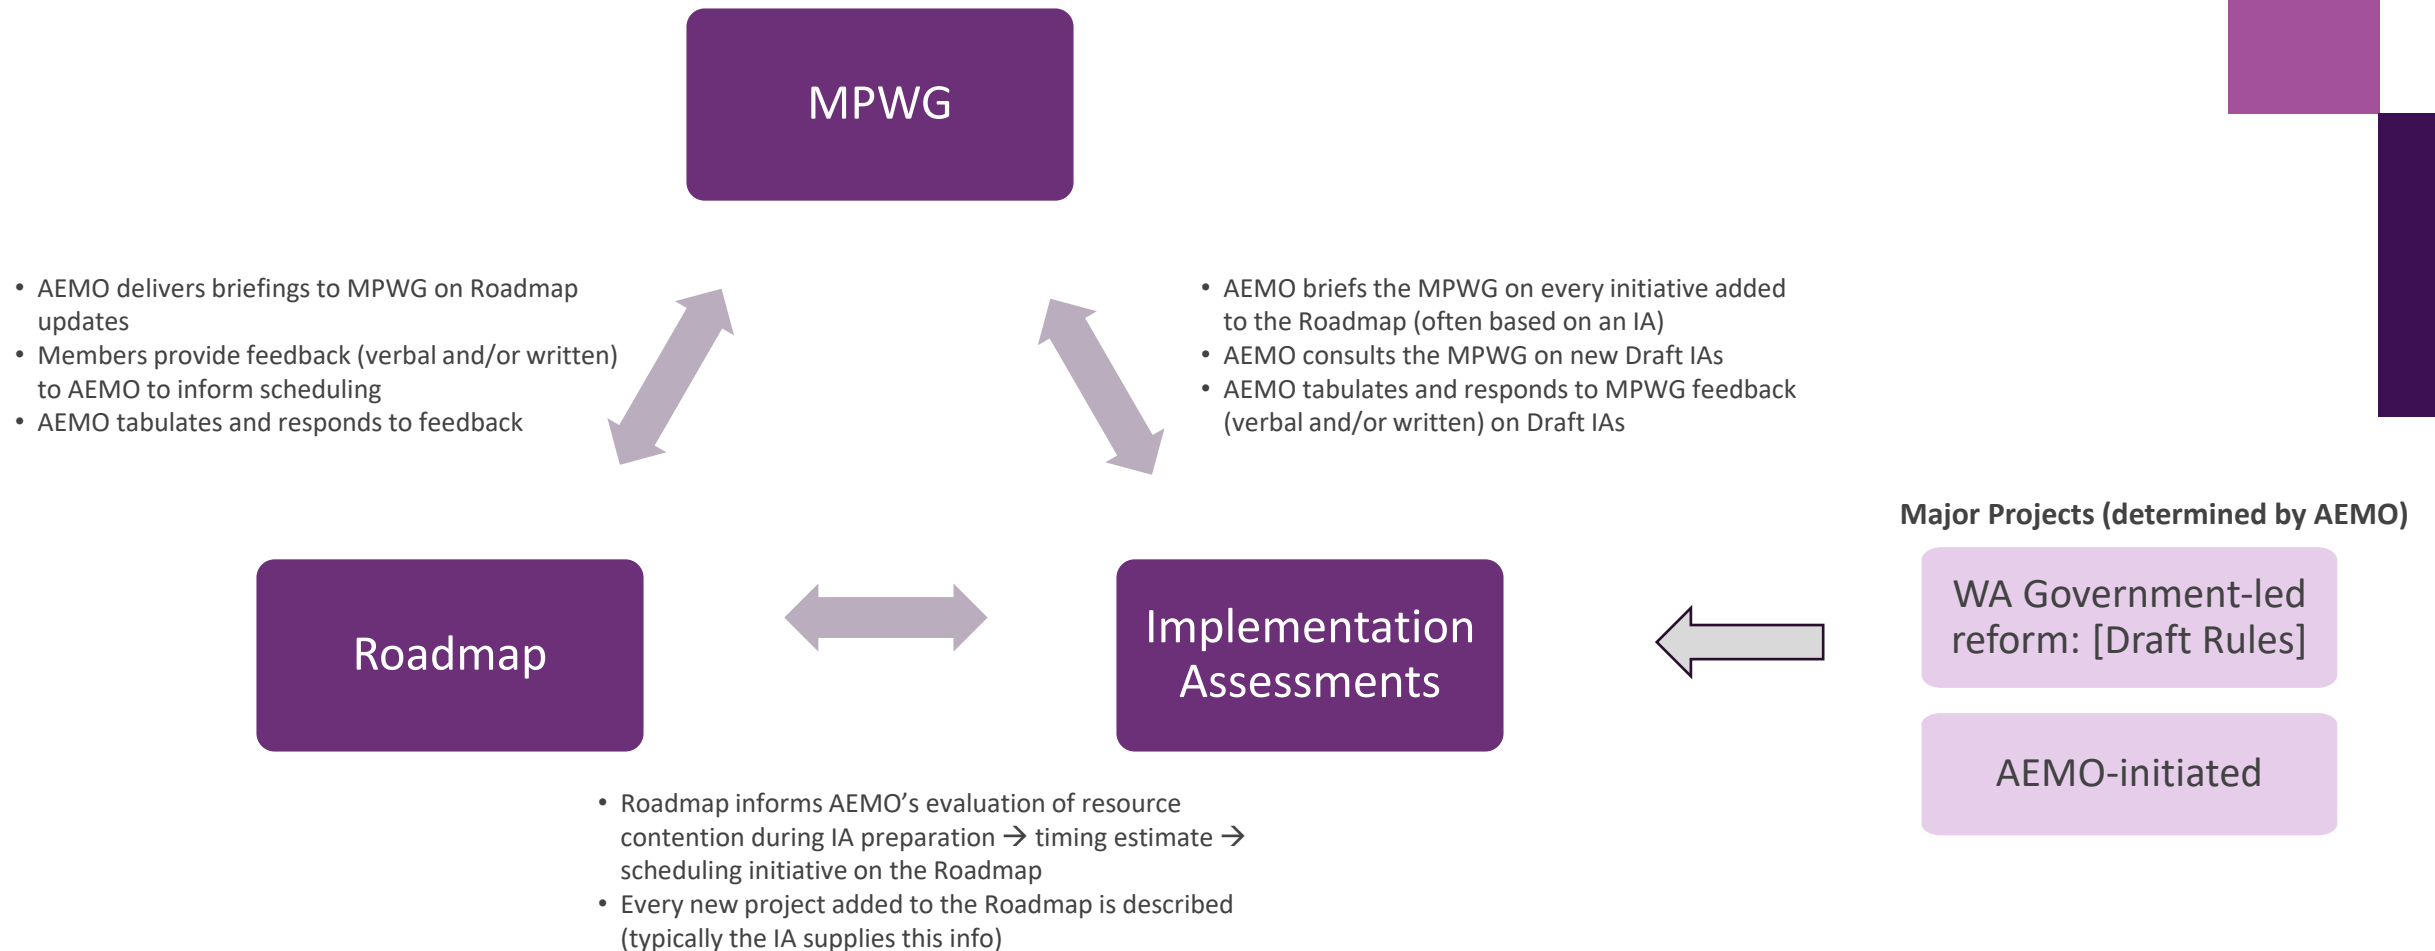 MPWG
• AEMO delivers briefings to MPWG on Roadmap
updates
• Members provide feedback (verbal and/or written)
to AEMO to inform scheduling
• AEMO tabulates and responds to feedback
• AEMO briefs the MPWG on every initiative added
to the Roadmap (often based on an IA)
• AEMO consults the MPWG on new Draft IAs
• AEMO tabulates and responds to MPWG feedback
(verbal and/or written) on Draft IAs
Roadmap
Implementation
Assessments
Major Projects (determined by AEMO)
WA Government-led
reform: [Draft Rules]
AEMO-initiated
• Roadmap informs AEMO’s evaluation of resource
contention during IA preparation → timing estimate →
scheduling initiative on the Roadmap
• Every new project added to the Roadmap is described
(typically the IA supplies this info)